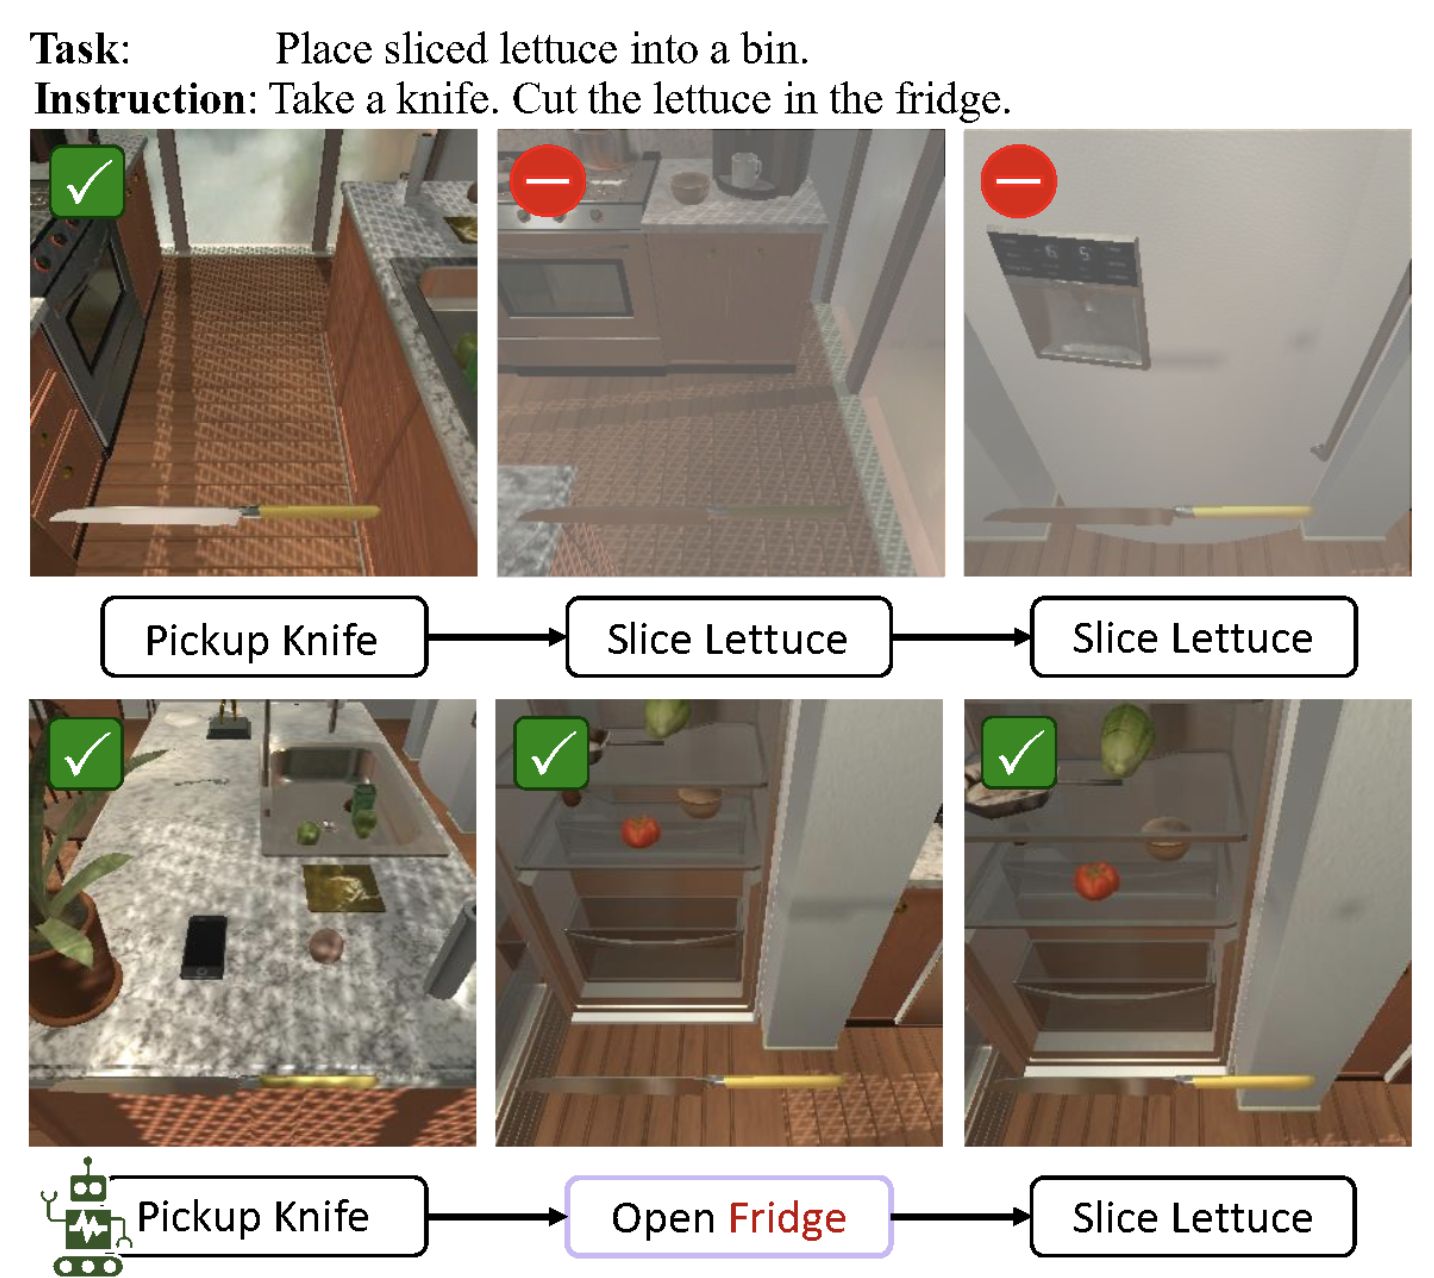 Task: Place sliced lettuce into a bin.
Instruction: Take a knife. Cut the lettuce in the fridge.
Pickup Knife
Slice Lettuce
Slice Lettuce
Pickup Knife
Open Fridge
Slice Lettuce